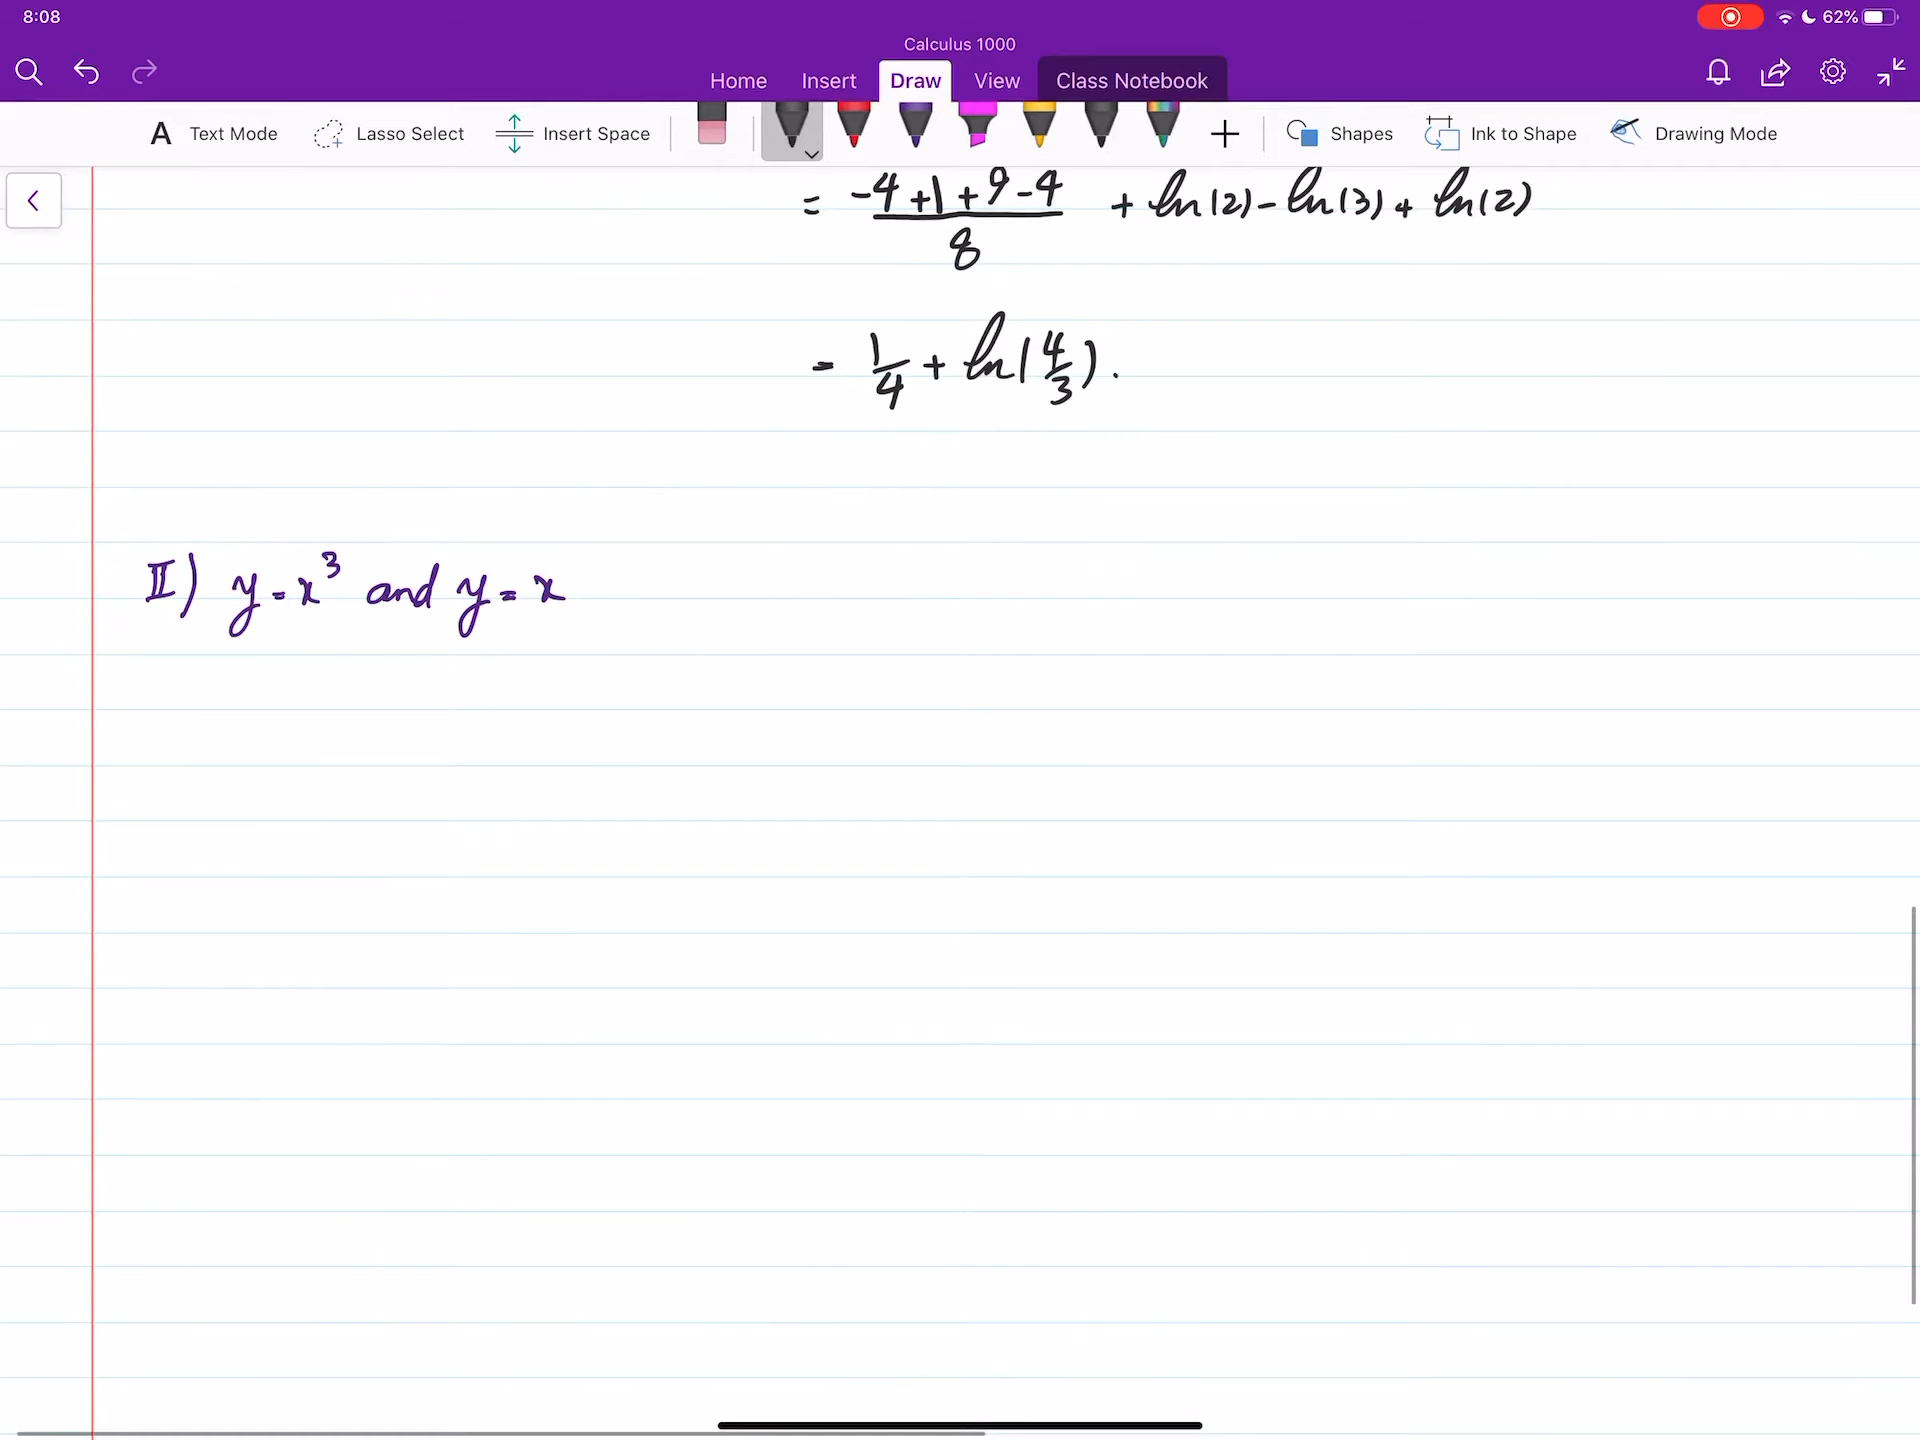 8:08
62%
Calculus 1000
Home Insert Draw View Class Notebook
A Text Mode Lasso Select Insert Space Shapes Ink to Shape Drawing Mode
= (-4+1+9-4)/8 + ln(2) - ln(3) + ln(2)
= 1/4 + ln(4/3).
II) y=x³ and y=x